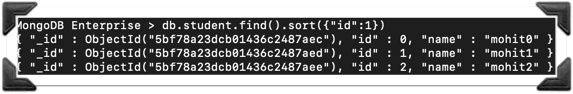 MongoDB Enterprise > db.student.find().sort({"id":1})
{ "_id" : ObjectId("5bf78a23dcb01436c2487aec"), "id" : 0, "name" : "mohit0" }
{ "_id" : ObjectId("5bf78a23dcb01436c2487aed"), "id" : 1, "name" : "mohit1" }
{ "_id" : ObjectId("5bf78a23dcb01436c2487aee"), "id" : 2, "name" : "mohit2" }